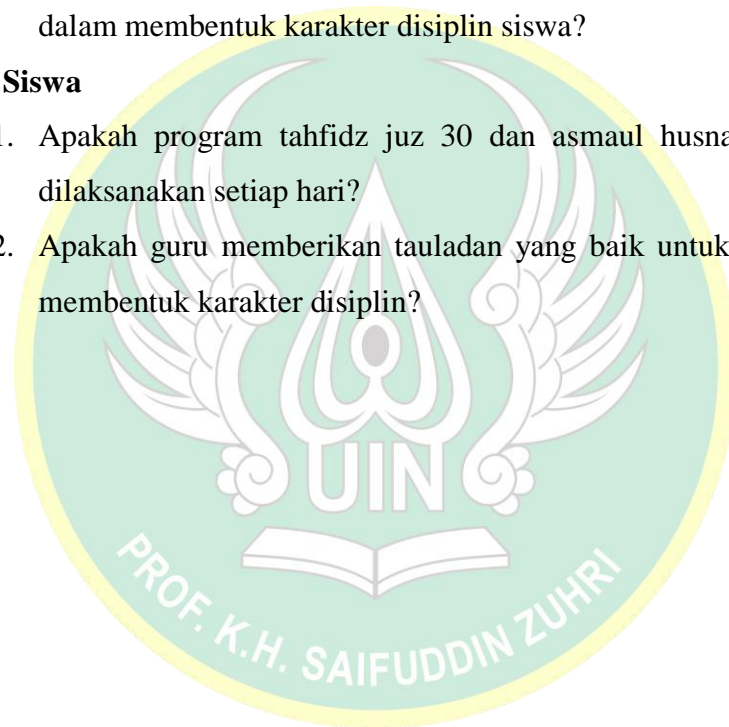 dalam membentuk karakter disiplin siswa?
Siswa
1. Apakah program tahfidz juz 30 dan asmaul husna
dilaksanakan setiap hari?
2. Apakah guru memberikan tauladan yang baik untuk
membentuk karakter disiplin?
UIN
PROF. K.H. SAIFUDDIN ZUHRI